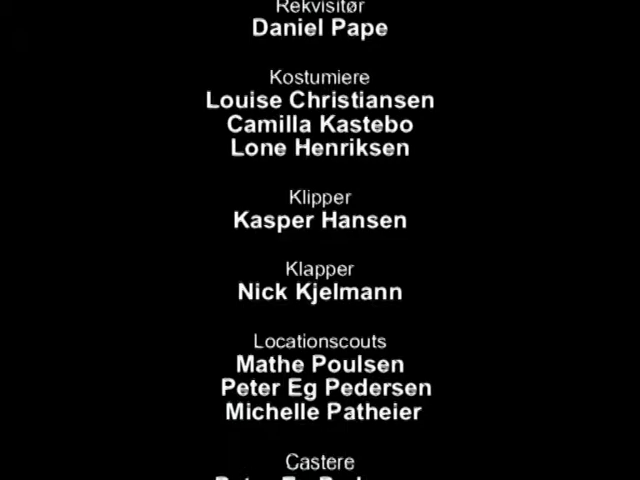 Rekvisitør
Daniel Pape
Kostumiere
Louise Christiansen
Camilla Kastebo
Lone Henriksen
Klipper
Kasper Hansen
Klapper
Nick Kjelmann
Locationscouts
Mathe Poulsen
Peter Eg Pedersen
Michelle Patheier
Castere